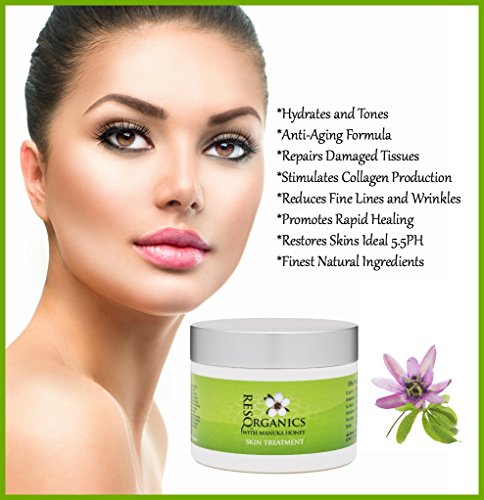 *Hydrates and Tones
*Anti-Aging Formula
*Repairs Damaged Tissues
*Stimulates Collagen Production
*Reduces Fine Lines and Wrinkles
*Promotes Rapid Healing
*Restores Skins Ideal 5.5PH
*Finest Natural Ingredients
RESQ
ORGANICS
WITH MANUKA HONEY
SKIN TREATMENT